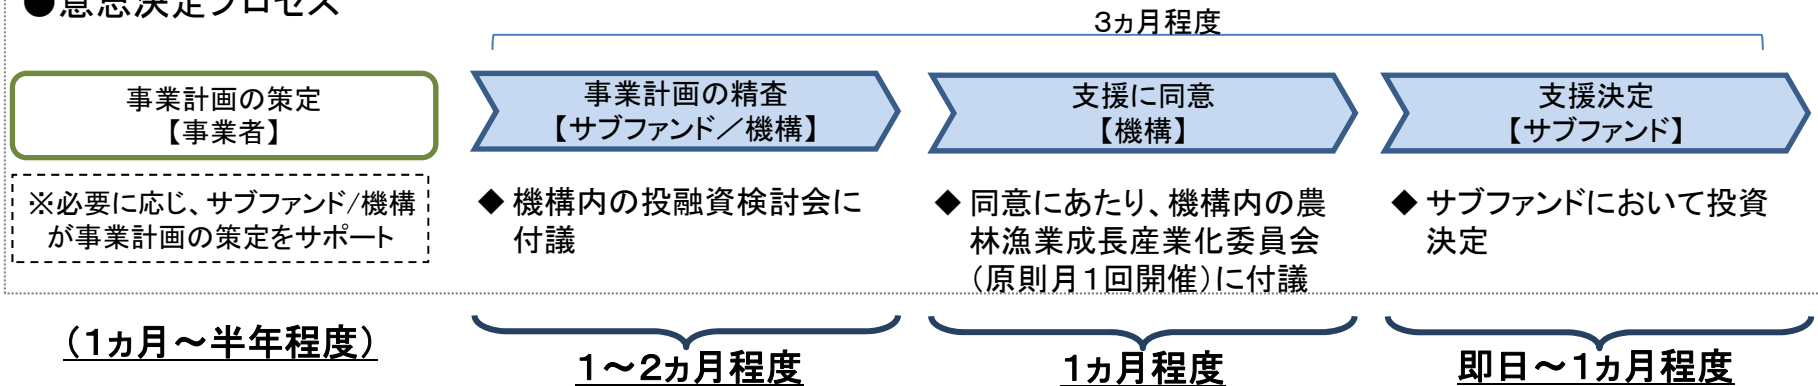 ●意思決定プロセス
3ヵ月程度
事業計画の策定
【事業者】
事業計画の精査
【サブファンド／機構】
支援に同意
【機構】
支援決定
【サブファンド】
※必要に応じ、サブファンド/機構
が事業計画の策定をサポート
◆ 機構内の投融資検討会に
付議
◆ 同意にあたり、機構内の農
林漁業成長産業化委員会
（原則月１回開催）に付議
◆ サブファンドにおいて投資
決定
（１ヵ月～半年程度）
１～２ヵ月程度
１ヵ月程度
即日～１ヵ月程度